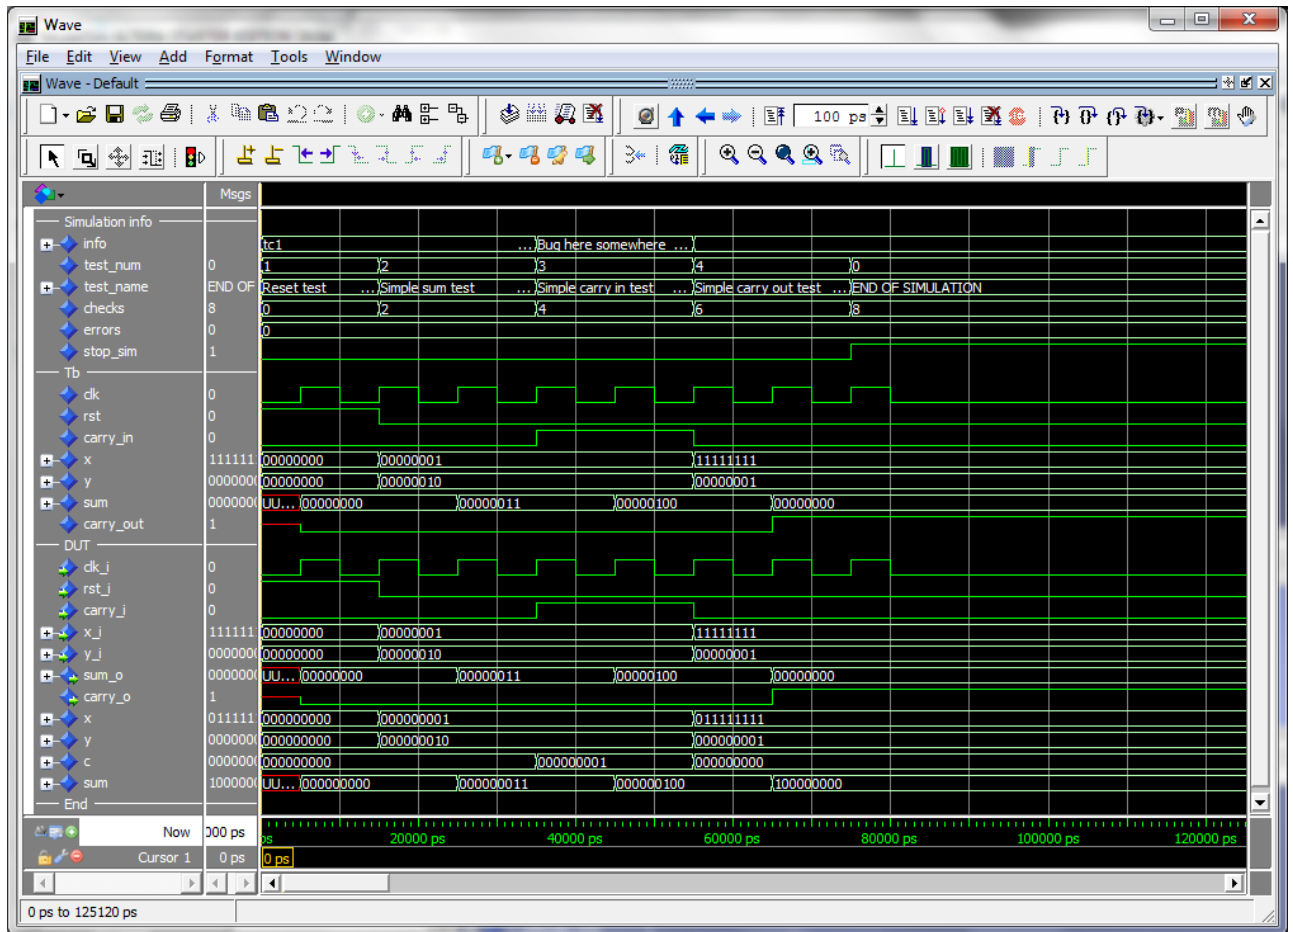 Wave
File Edit View Add Format Tools Window
Wave - Default
100 ps
Msgs
Simulation info
info tc1 ... Bug here somewhere ...
test_num 0 1 2 3 4 0
test_name END OF Reset test ... Simple sum test ... Simple carry in test ... Simple carry out test ... END OF SIMULATION
checks 8 0 2 4 6 8
errors 0 0
stop_sim 1
Tb
clk 0
rst 0
carry_in 0
x 111111 00000000 00000001 11111111
y 0000000 00000000 00000010 00000001
sum 0000000 UU... 00000000 00000011 00000100 00000000
carry_out 1
DUT
clk_i 0
rst_i 0
carry_i 0
x_i 111111 00000000 00000001 11111111
y_i 0000000 00000000 00000010 00000001
sum_o 0000000 UU... 00000000 00000011 00000100 00000000
carry_o 1
x 011111 000000000 000000001 011111111
y 0000000 000000000 000000010 000000001
c 0000000 000000000 000000001 000000000
sum 100000 UU... 000000000 000000011 000000100 100000000
End
Now 000 ps ps 20000 ps 40000 ps 60000 ps 80000 ps 100000 ps 120000 ps
Cursor 1 0 ps 0 ps
0 ps to 125120 ps